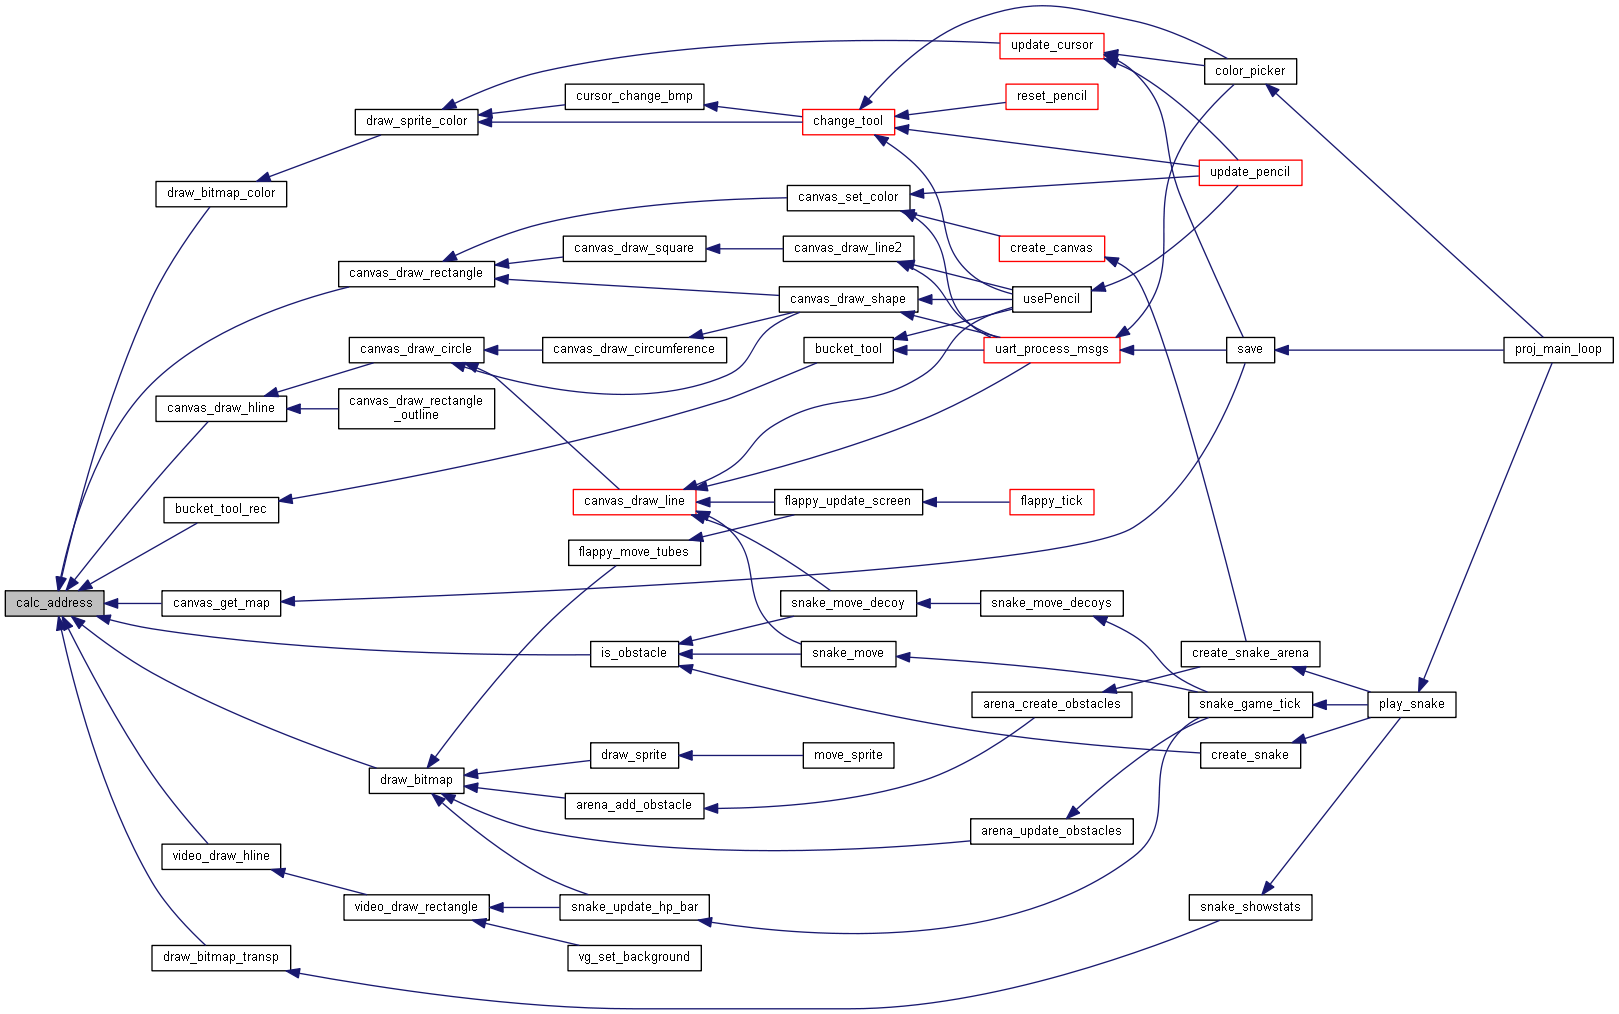 update_cursor
color_picker
cursor_change_bmp
reset_pencil
draw_sprite_color
change_tool
update_pencil
draw_bitmap_color
canvas_set_color
canvas_draw_square
canvas_draw_line2
create_canvas
canvas_draw_rectangle
canvas_draw_shape
usePencil
canvas_draw_circle
canvas_draw_circumference
bucket_tool
uart_process_msgs
save
proj_main_loop
canvas_draw_hline
canvas_draw_rectangle
_outline
bucket_tool_rec
canvas_draw_line
flappy_update_screen
flappy_tick
flappy_move_tubes
calc_address
canvas_get_map
snake_move_decoy
snake_move_decoys
is_obstacle
snake_move
create_snake_arena
arena_create_obstacles
snake_game_tick
play_snake
draw_sprite
move_sprite
create_snake
draw_bitmap
arena_add_obstacle
arena_update_obstacles
video_draw_hline
video_draw_rectangle
snake_update_hp_bar
snake_showstats
draw_bitmap_transp
vg_set_background